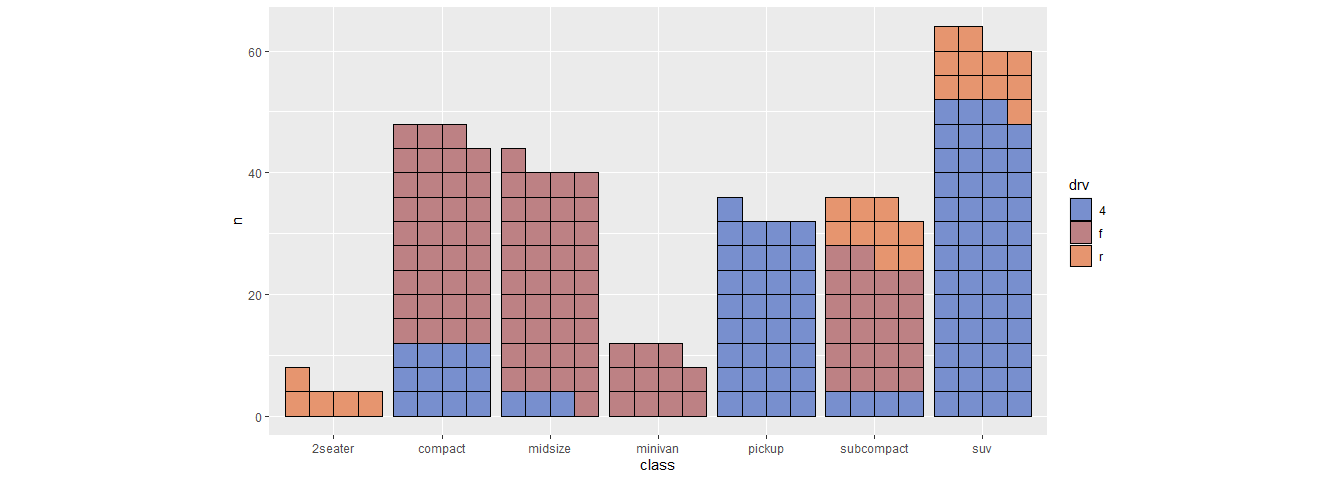 60
40
20
0
n
2seater
compact
midsize
minivan
pickup
subcompact
suv
class
drv
4
f
r